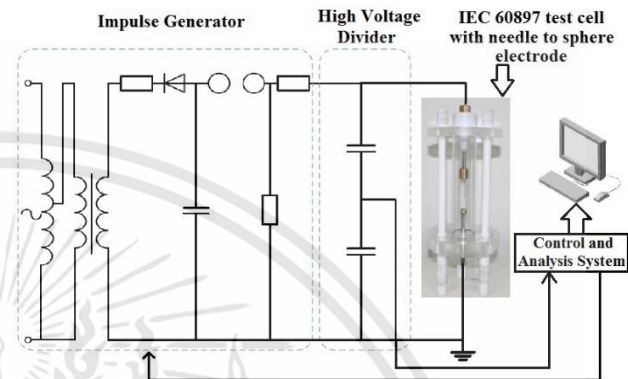 Impulse Generator
High Voltage
Divider
IEC 60897 test cell
with needle to sphere
electrode
Control and
Analysis System